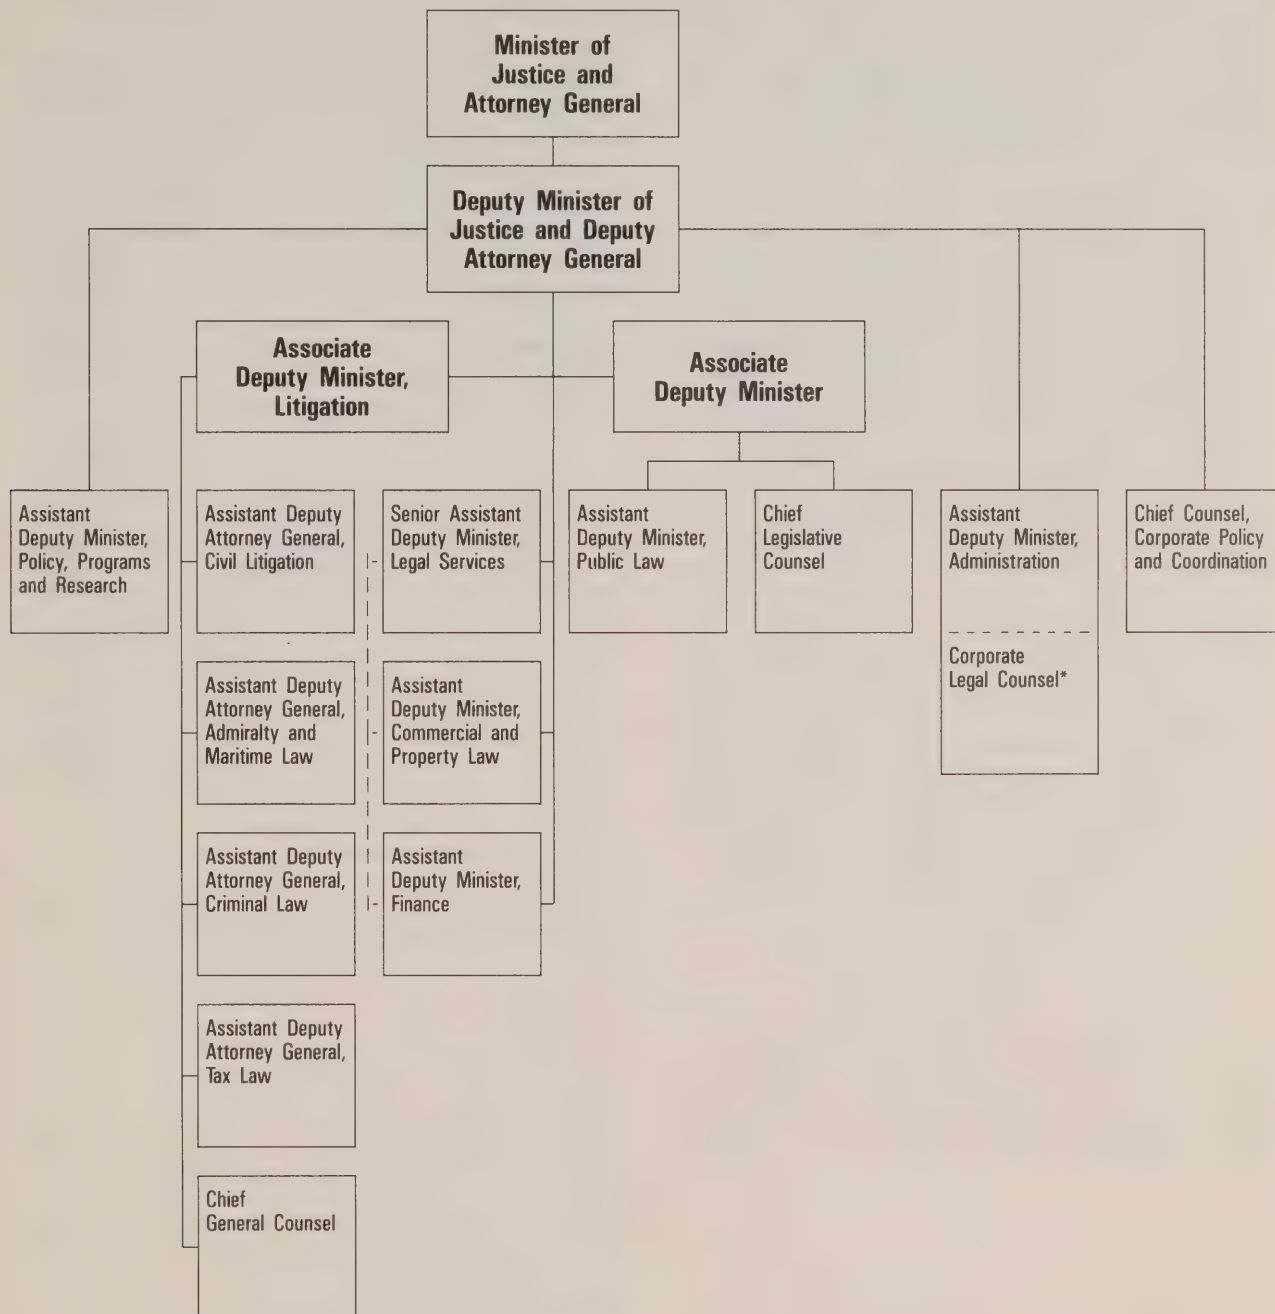 Minister of
Justice and
Attorney General
Deputy Minister of
Justice and Deputy
Attorney General
Associate
Deputy Minister,
Litigation
Associate
Deputy Minister
Assistant
Deputy Minister,
Policy, Programs
and Research
Assistant Deputy
Attorney General,
Civil Litigation
Senior Assistant
Deputy Minister,
Legal Services
Assistant
Deputy Minister,
Public Law
Chief
Legislative
Counsel
Assistant
Deputy Minister,
Administration
Chief Counsel,
Corporate Policy
and Coordination
Corporate
Legal Counsel*
Assistant Deputy
Attorney General,
Admiralty and
Maritime Law
Assistant
Deputy Minister,
Commercial and
Property Law
Assistant Deputy
Attorney General,
Criminal Law
Assistant
Deputy Minister,
Finance
Assistant Deputy
Attorney General,
Tax Law
Chief
General Counsel